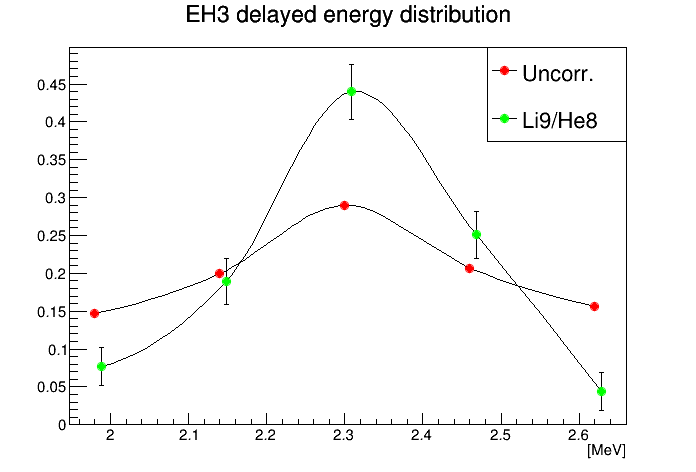 EH3 delayed energy distribution
Uncorr.
Li9/He8
0.45
0.4
0.35
0.3
0.25
0.2
0.15
0.1
0.05
0
2 2.1 2.2 2.3 2.4 2.5 2.6
[MeV]